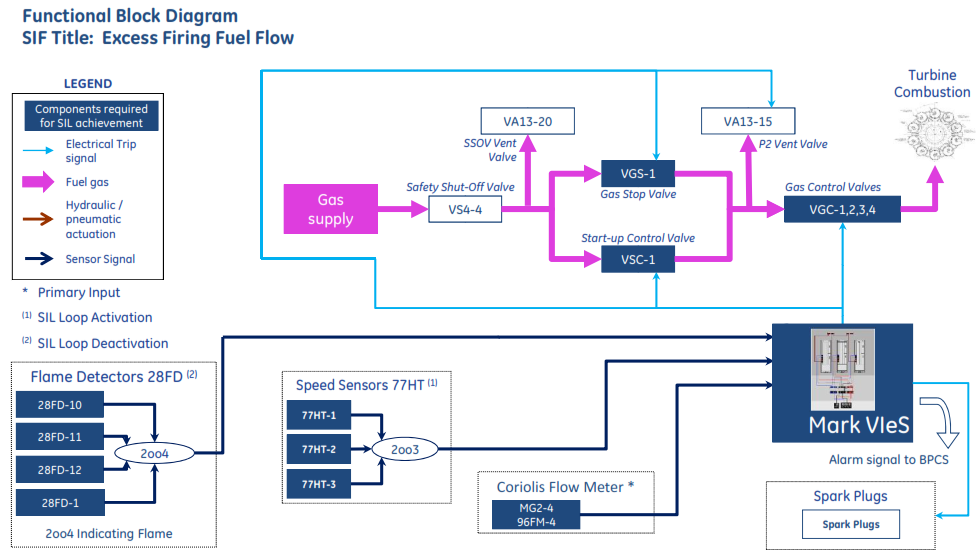 Functional Block Diagram
SIF Title: Excess Firing Fuel Flow
LEGEND
Components required
for SIL achievement
Electrical Trip
signal
Fuel gas
Hydraulic /
pneumatic
actuation
Sensor Signal
* Primary Input
(1) SIL Loop Activation
(2) SIL Loop Deactivation
Turbine
Combustion
VA13-20
SSOV Vent
Valve
VA13-15
P2 Vent Valve
Gas
supply
Safety Shut-Off Valve
VS4-4
VGS-1
Gas Stop Valve
Start-up Control Valve
VSC-1
Gas Control Valves
VGC-1,2,3,4
Flame Detectors 28FD (2)
28FD-10
28FD-11
28FD-12
28FD-1
2oo4
2oo4 Indicating Flame
Speed Sensors 77HT (1)
77HT-1
77HT-2
77HT-3
2oo3
Coriolis Flow Meter *
MG2-4
96FM-4
Mark VIeS
Alarm signal to BPCS
Spark Plugs
Spark Plugs